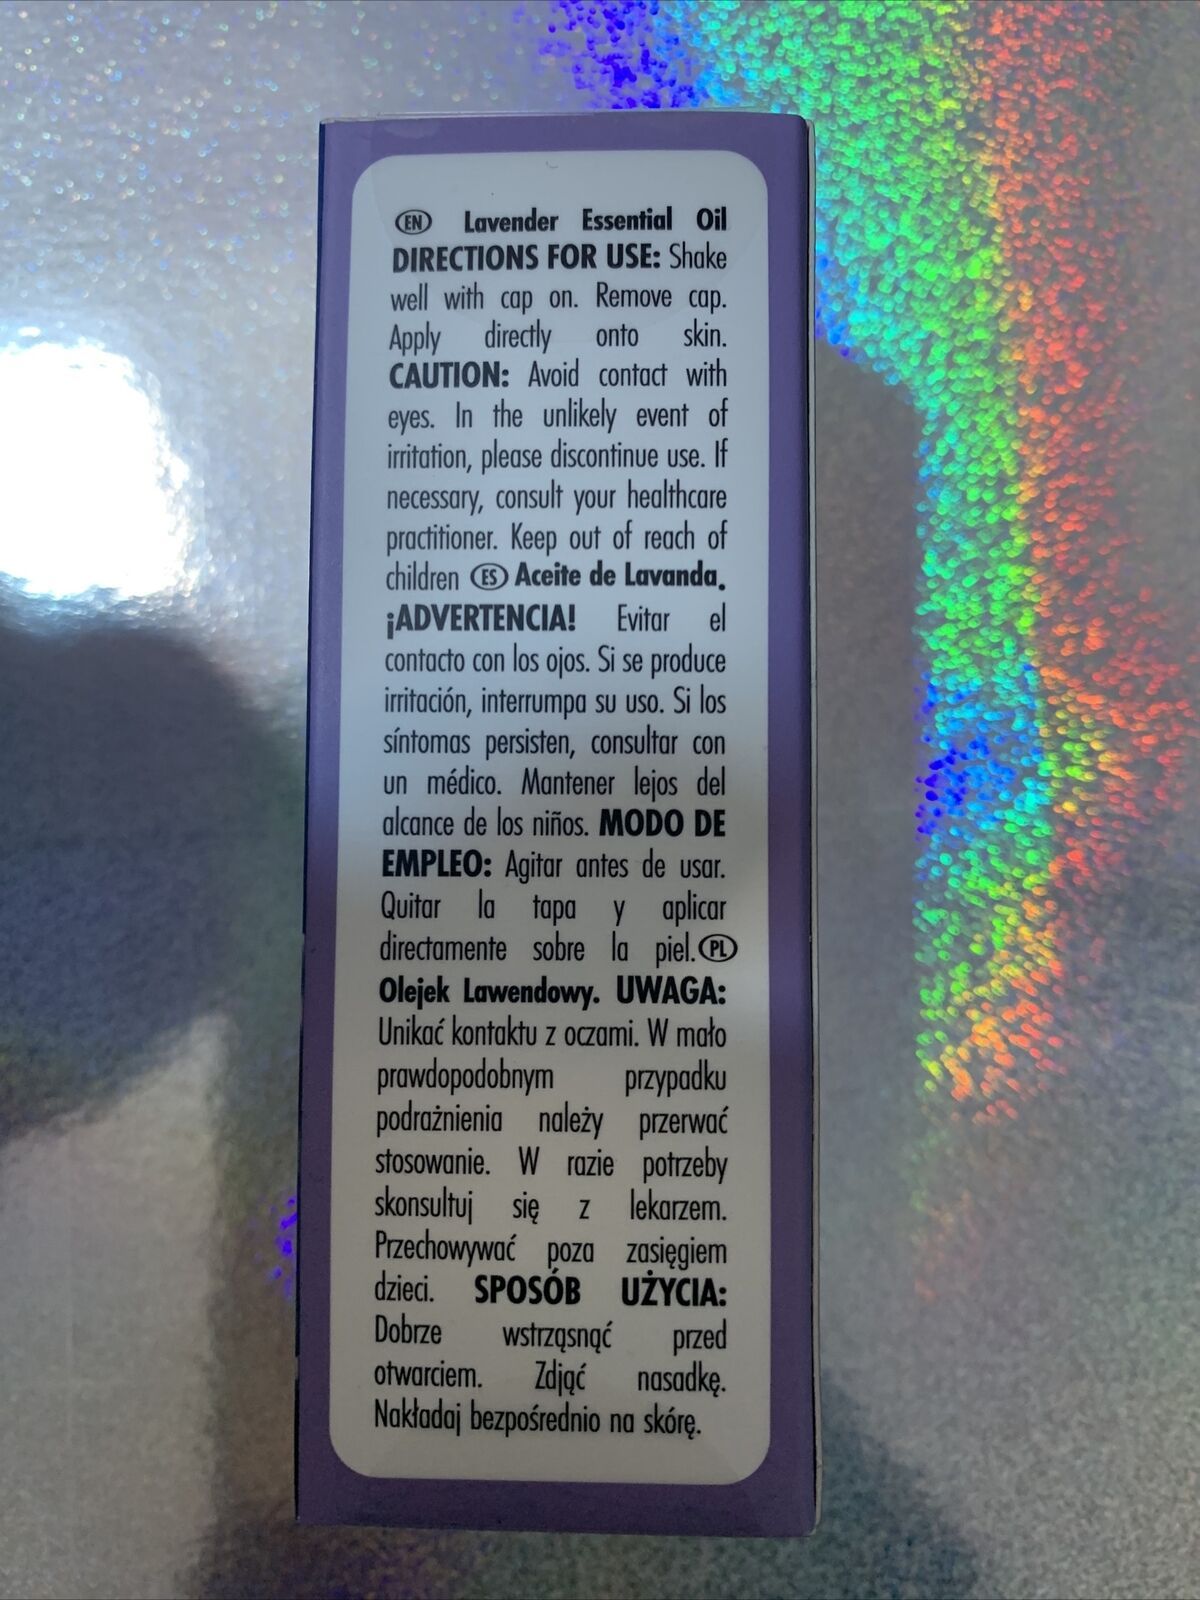 EN Lavender Essential Oil
DIRECTIONS FOR USE: Shake
well with cap on. Remove cap.
Apply directly onto skin.
CAUTION: Avoid contact with
eyes. In the unlikely event of
irritation, please discontinue use. If
necessary, consult your healthcare
practitioner. Keep out of reach of
children ES Aceite de Lavanda.
¡ADVERTENCIA! Evitar el
contacto con los ojos. Si se produce
irritación, interrumpa su uso. Si los
síntomas persisten, consultar con
un médico. Mantener lejos del
alcance de los niños. MODO DE
EMPLEO: Agitar antes de usar.
Quitar la tapa y aplicar
directamente sobre la piel. PL
Olejek Lawendowy. UWAGA:
Unikać kontaktu z oczami. W mało
prawdopodobnym przypadku
podrażnienia należy przerwać
stosowanie. W razie potrzeby
skonsultuj się z lekarzem.
Przechowywać poza zasięgiem
dzieci. SPOSÓB UŻYCIA:
Dobrze wstrząsnąć przed
otwarciem. Zdjąć nasadkę.
Nakładaj bezpośrednio na skórę.